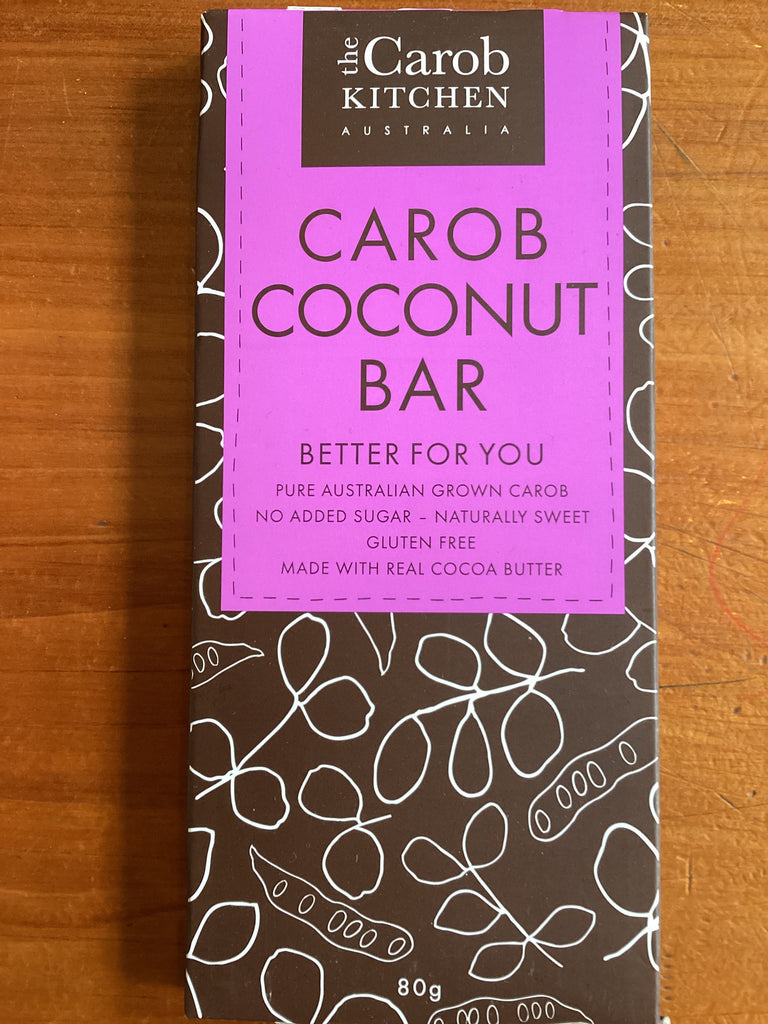 the Carob
KITCHEN
AUSTRALIA
CAROB
COCONUT
BAR
BETTER FOR YOU
PURE AUSTRALIAN GROWN CAROB
NO ADDED SUGAR – NATURALLY SWEET
GLUTEN FREE
MADE WITH REAL COCOA BUTTER
80g